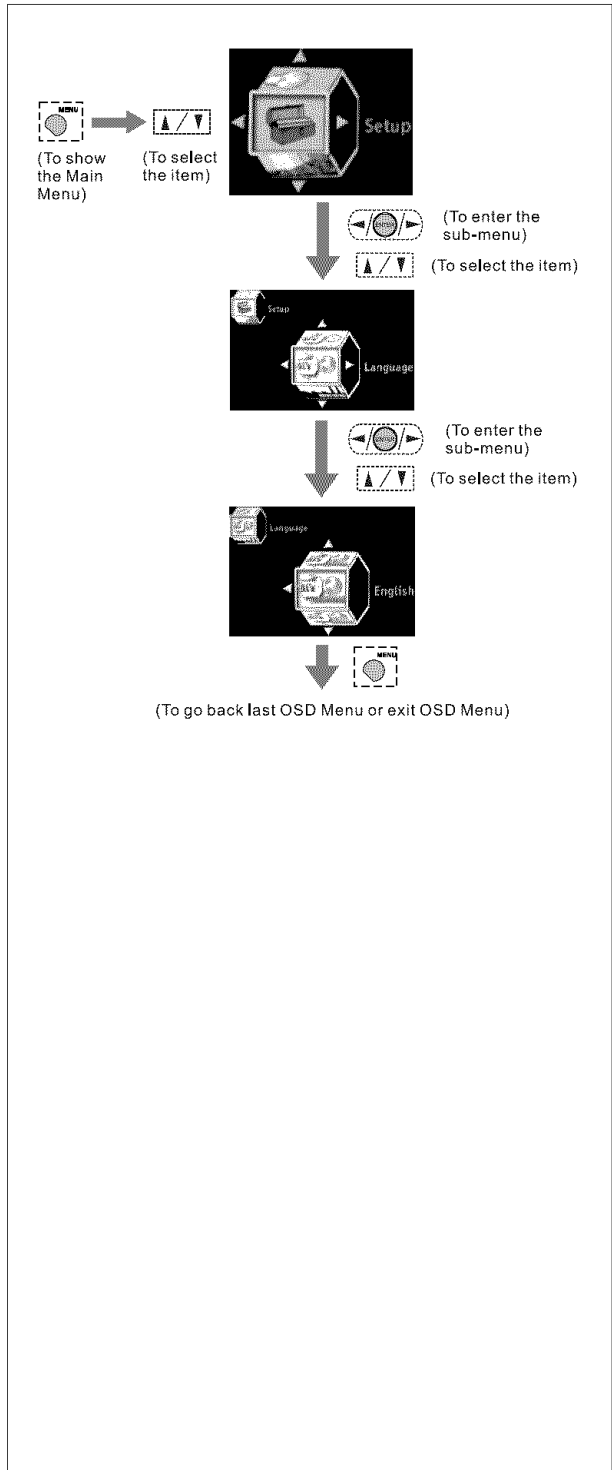 MENU
(To show
the Main
Menu)
(To select
the item)
Setup
ENTER
(To enter the
sub-menu)
(To select the item)
Setup
Language
ENTER
(To enter the
sub-menu)
(To select the item)
Language
English
MENU
(To go back last OSD Menu or exit OSD Menu)